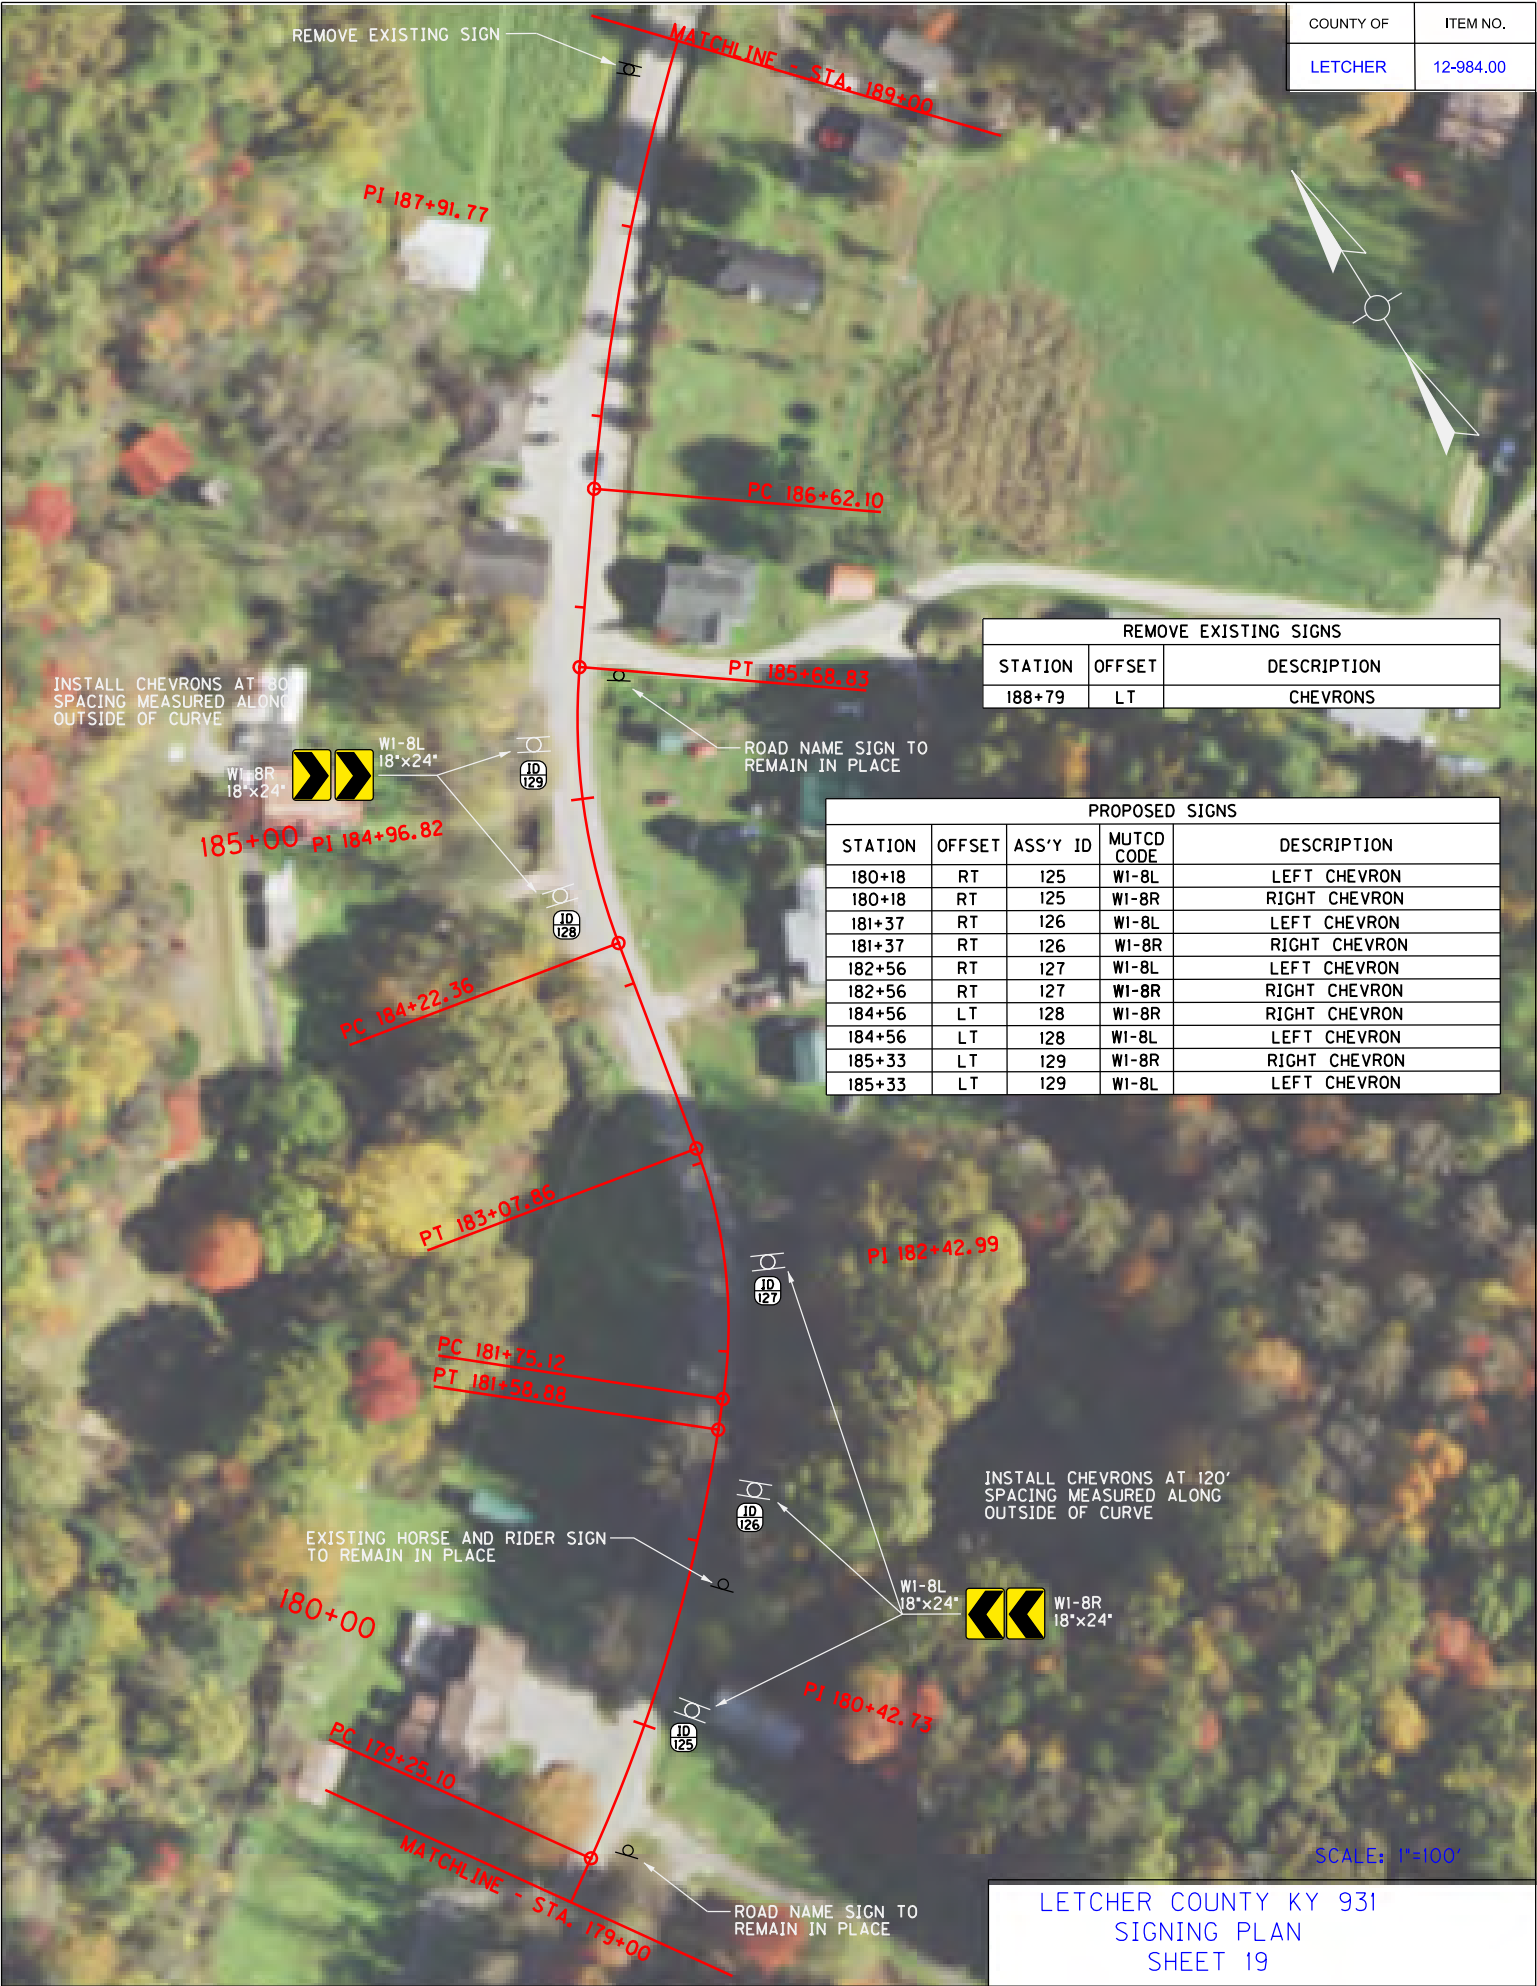 COUNTY OF ITEM NO.
LETCHER 12-984.00
REMOVE EXISTING SIGN
MATCHLINE - STA. 189+00
PI 187+91.77
PC 186+62.10
REMOVE EXISTING SIGNS
STATION OFFSET DESCRIPTION
188+79 LT CHEVRONS
PT 185+68.83
INSTALL CHEVRONS AT 80'
SPACING MEASURED ALONG
OUTSIDE OF CURVE
ROAD NAME SIGN TO
REMAIN IN PLACE
W1-8L
18"x24"
W1-8R
18"x24"
ID
129
185+00 PI 184+96.82
PROPOSED SIGNS
STATION OFFSET ASS'Y ID MUTCD CODE DESCRIPTION
180+18 RT 125 W1-8L LEFT CHEVRON
180+18 RT 125 W1-8R RIGHT CHEVRON
181+37 RT 126 W1-8L LEFT CHEVRON
181+37 RT 126 W1-8R RIGHT CHEVRON
182+56 RT 127 W1-8L LEFT CHEVRON
182+56 RT 127 W1-8R RIGHT CHEVRON
184+56 LT 128 W1-8R RIGHT CHEVRON
184+56 LT 128 W1-8L LEFT CHEVRON
185+33 LT 129 W1-8R RIGHT CHEVRON
185+33 LT 129 W1-8L LEFT CHEVRON
ID
128
PC 184+22.36
PT 183+07.86
PI 182+42.99
ID
127
PC 181+75.12
PT 181+58.88
INSTALL CHEVRONS AT 120'
SPACING MEASURED ALONG
OUTSIDE OF CURVE
ID
126
EXISTING HORSE AND RIDER SIGN
TO REMAIN IN PLACE
180+00
W1-8L
18"x24"
W1-8R
18"x24"
PI 180+42.73
ID
125
PC 179+25.10
MATCHLINE - STA. 179+00
ROAD NAME SIGN TO
REMAIN IN PLACE
SCALE: 1"=100'
LETCHER COUNTY KY 931
SIGNING PLAN
SHEET 19